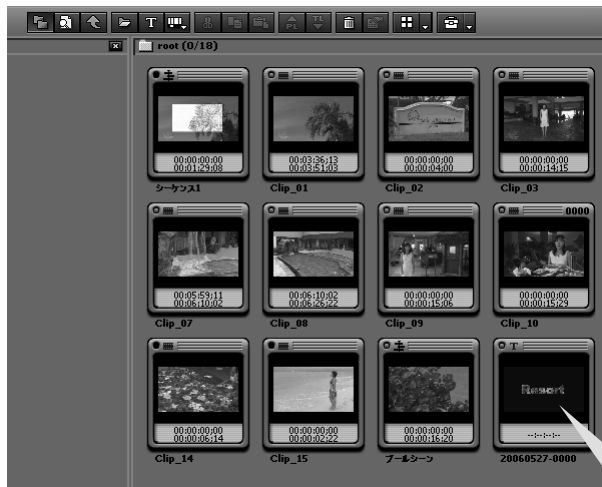 T PL TL
root (0/18)
00:00:00;00 00:03:36;13 00:00:00;00 00:00:00;00
00:01:29;08 00:03:51;03 00:00:04;00 00:00:14;15
シーケンス1 Clip_01 Clip_02 Clip_03
0000
00:05:59;11 00:06:10;02 00:00:00;00 00:00:00;00
00:06:10;02 00:06:26;22 00:00:15;06 00:00:15;29
Clip_07 Clip_08 Clip_09 Clip_10
T
Resort
00:00:00;00 00:00:00;00 00:00:00;00 --:--:--;--
00:00:06;14 00:00:02;22 00:00:16;20
Clip_14 Clip_15 プールシーン 20060527-0000